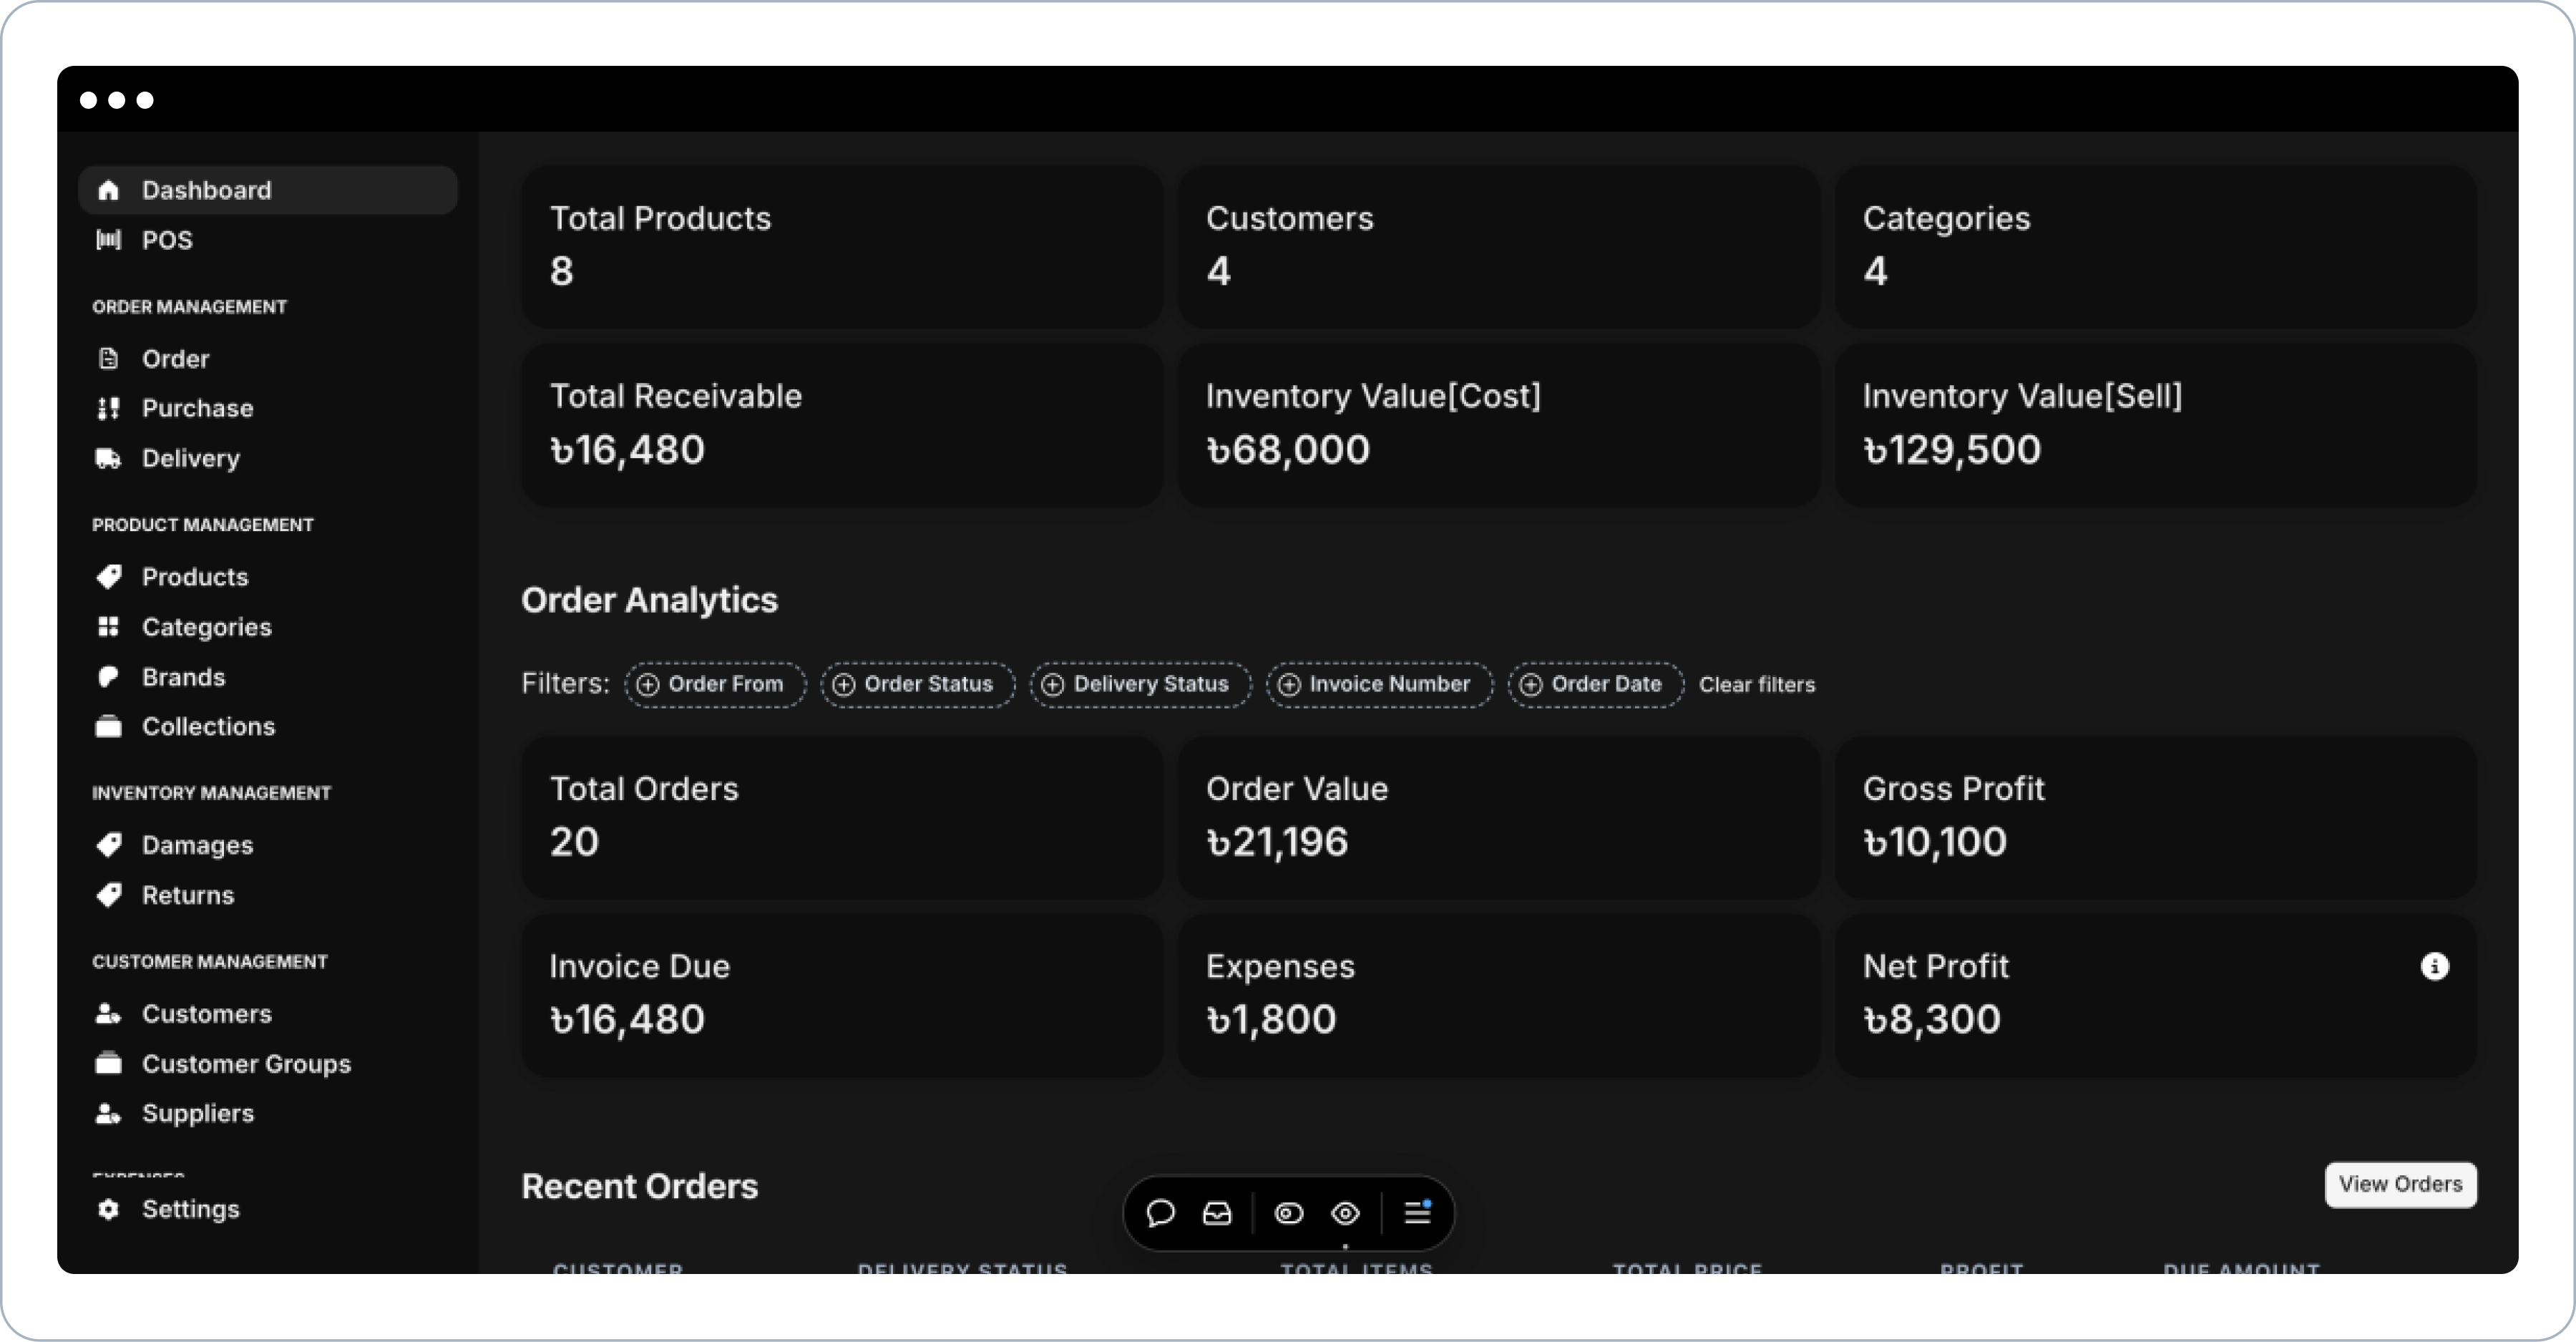 Dashboard
POS
ORDER MANAGEMENT
Order
Purchase
Delivery
PRODUCT MANAGEMENT
Products
Categories
Brands
Collections
INVENTORY MANAGEMENT
Damages
Returns
CUSTOMER MANAGEMENT
Customers
Customer Groups
Suppliers
EXPENSES
Settings
Total Products
8
Customers
4
Categories
4
Total Receivable
৳16,480
Inventory Value[Cost]
৳68,000
Inventory Value[Sell]
৳129,500
Order Analytics
Filters: Order From Order Status Delivery Status Invoice Number Order Date Clear filters
Total Orders
20
Order Value
৳21,196
Gross Profit
৳10,100
Invoice Due
৳16,480
Expenses
৳1,800
Net Profit
৳8,300
Recent Orders
View Orders
CUSTOMER DELIVERY STATUS TOTAL ITEMS TOTAL PRICE PROFIT DUE AMOUNT